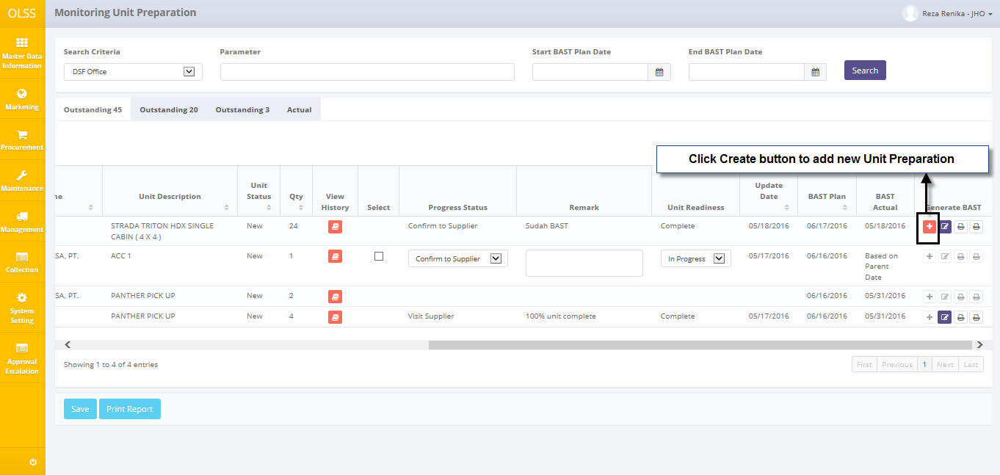 OLSS
Monitoring Unit Preparation
Reza Renika - JHO
Master Data
Information
Marketing
Procurement
Maintenance
Management
Collection
System
Setting
Approval
Escalation
Search Criteria
Parameter
Start BAST Plan Date
End BAST Plan Date
DSF Office
Search
Outstanding 45
Outstanding 20
Outstanding 3
Actual
Click Create button to add new Unit Preparation
ne
Unit Description
Unit
Status
Qty
View
History
Select
Progress Status
Remark
Unit Readiness
Update
Date
BAST Plan
BAST
Actual
Generate BAST
STRADA TRITON HDX SINGLE
CABIN ( 4 X 4 )
New
24
Confirm to Supplier
Sudah BAST
Complete
05/18/2016
06/17/2016
05/18/2016
SA, PT.
ACC 1
New
1
Confirm to Supplier
In Progress
05/17/2016
06/16/2016
Based on
Parent
Date
SA, PT.
PANTHER PICK UP
New
2
06/16/2016
05/31/2016
PANTHER PICK UP
New
4
Visit Supplier
100% unit complete
Complete
05/17/2016
06/16/2016
05/31/2016
Showing 1 to 4 of 4 entries
First
Previous
1
Next
Last
Save
Print Report